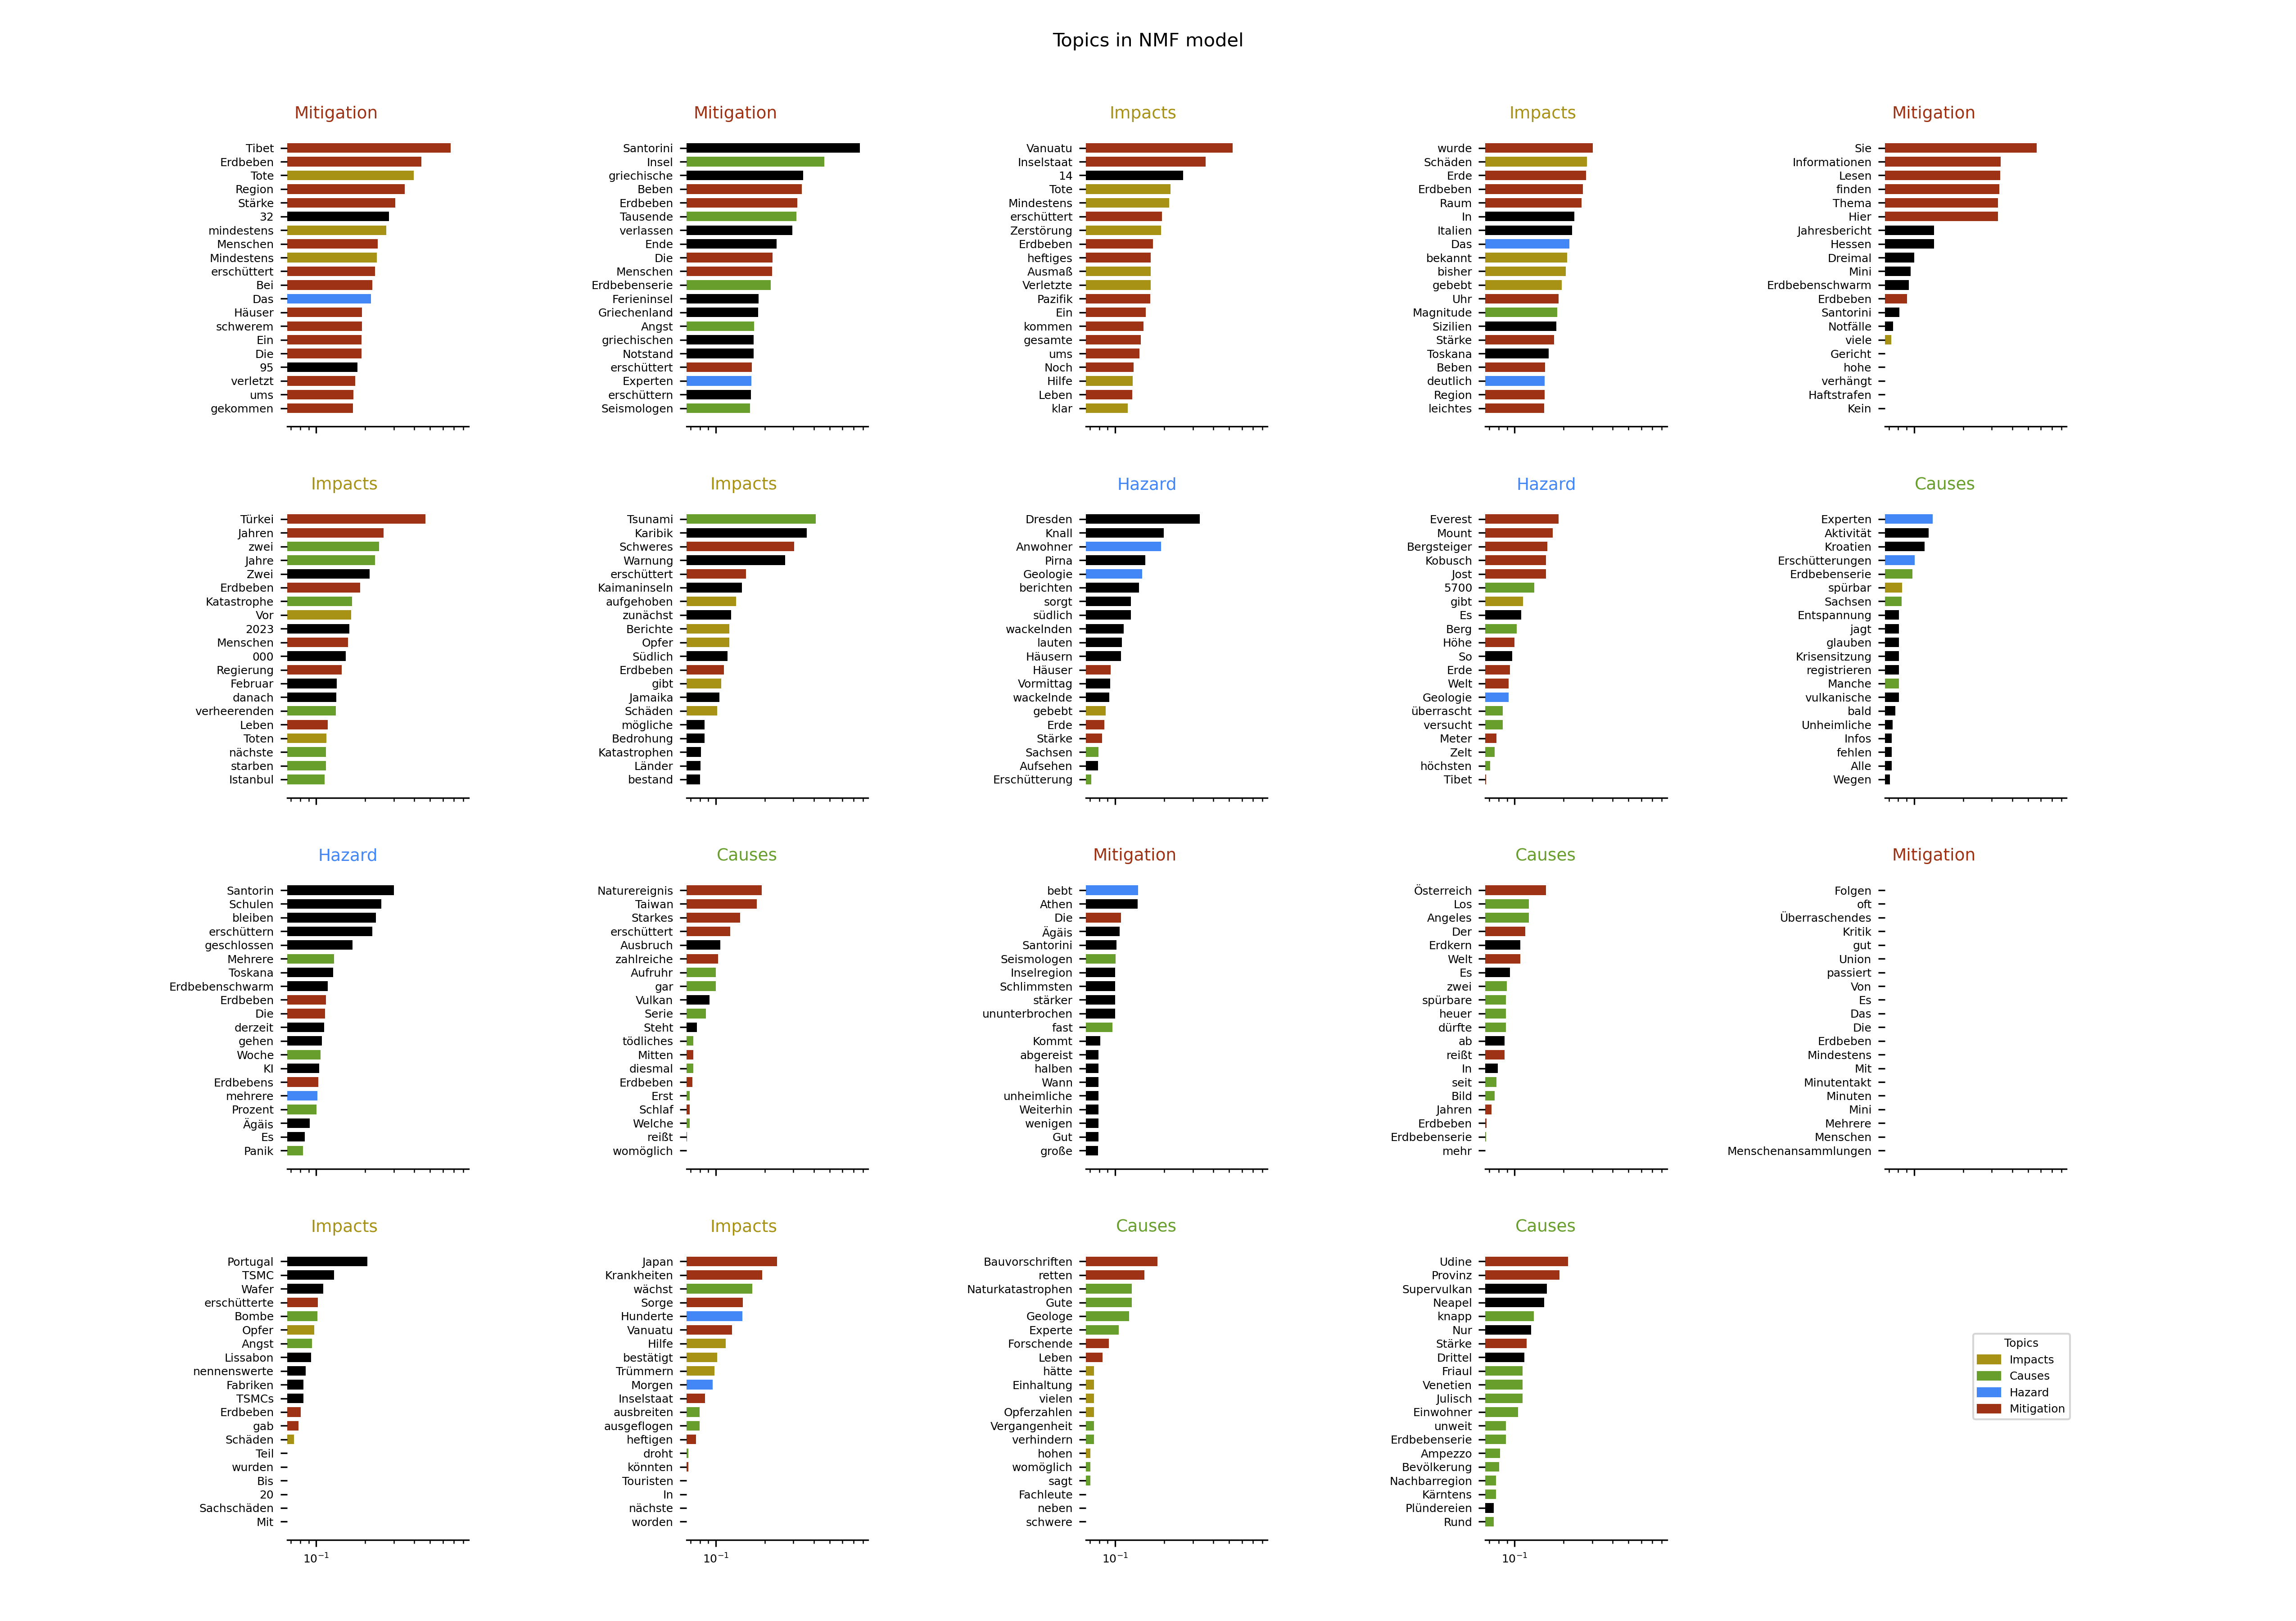 Topics in NMF model
Mitigation
Tibet
Erdbeben
Tote
Region
Stärke
32
mindestens
Menschen
Mindestens
erschüttert
Bei
Das
Häuser
schwerem
Ein
Die
95
verletzt
ums
gekommen
Mitigation
Santorini
Insel
griechische
Beben
Erdbeben
Tausende
verlassen
Ende
Die
Menschen
Erdbebenserie
Ferieninsel
Griechenland
Angst
griechischen
Notstand
erschüttert
Experten
erschüttern
Seismologen
Impacts
Vanuatu
Inselstaat
14
Tote
Mindestens
erschüttert
Zerstörung
Erdbeben
heftiges
Ausmaß
Verletzte
Pazifik
Ein
kommen
gesamte
ums
Noch
Hilfe
Leben
klar
Impacts
wurde
Schäden
Erde
Erdbeben
Raum
In
Italien
Das
bekannt
bisher
gebebt
Uhr
Magnitude
Sizilien
Stärke
Toskana
Beben
deutlich
Region
leichtes
Mitigation
Sie
Informationen
Lesen
finden
Thema
Hier
Jahresbericht
Hessen
Dreimal
Mini
Erdbebenschwarm
Erdbeben
Santorini
Notfälle
viele
Gericht
hohe
verhängt
Haftstrafen
Kein
Impacts
Türkei
Jahren
zwei
Jahre
Zwei
Erdbeben
Katastrophe
Vor
2023
Menschen
000
Regierung
Februar
danach
verheerenden
Leben
Toten
nächste
starben
Istanbul
Impacts
Tsunami
Karibik
Schweres
Warnung
erschüttert
Kaimaninseln
aufgehoben
zunächst
Berichte
Opfer
Südlich
Erdbeben
gibt
Jamaika
Schäden
mögliche
Bedrohung
Katastrophen
Länder
bestand
Hazard
Dresden
Knall
Anwohner
Pirna
Geologie
berichten
sorgt
südlich
wackelnden
lauten
Häusern
Häuser
Vormittag
wackelnde
gebebt
Erde
Stärke
Sachsen
Aufsehen
Erschütterung
Hazard
Everest
Mount
Bergsteiger
Kobusch
Jost
5700
gibt
Es
Berg
Höhe
So
Erde
Welt
Geologie
überrascht
versucht
Meter
Zelt
höchsten
Tibet
Causes
Experten
Aktivität
Kroatien
Erschütterungen
Erdbebenserie
spürbar
Sachsen
Entspannung
jagt
glauben
Krisensitzung
registrieren
Manche
vulkanische
bald
Unheimliche
Infos
fehlen
Alle
Wegen
Hazard
Santorin
Schulen
bleiben
erschüttern
geschlossen
Mehrere
Toskana
Erdbebenschwarm
Erdbeben
Die
derzeit
gehen
Woche
KI
Erdbebens
mehrere
Prozent
Ägäis
Es
Panik
Causes
Naturereignis
Taiwan
Starkes
erschüttert
Ausbruch
zahlreiche
Aufruhr
gar
Vulkan
Serie
Steht
tödliches
Mitten
diesmal
Erdbeben
Erst
Schlaf
Welche
reißt
womöglich
Mitigation
bebt
Athen
Die
Ägäis
Santorini
Seismologen
Inselregion
Schlimmsten
stärker
ununterbrochen
fast
Kommt
abgereist
halben
Wann
unheimliche
Weiterhin
wenigen
Gut
große
Causes
Österreich
Los
Angeles
Der
Erdkern
Welt
Es
zwei
spürbare
heuer
dürfte
ab
reißt
In
seit
Bild
Jahren
Erdbeben
Erdbebenserie
mehr
Mitigation
Folgen
oft
Überraschendes
Kritik
gut
Union
passiert
Von
Es
Das
Die
Erdbeben
Mindestens
Mit
Minutentakt
Minuten
Mini
Mehrere
Menschen
Menschenansammlungen
Impacts
Portugal
TSMC
Wafer
erschütterte
Bombe
Opfer
Angst
Lissabon
nennenswerte
Fabriken
TSMCs
Erdbeben
gab
Schäden
Teil
wurden
Bis
20
Sachschäden
Mit
10⁻¹
Impacts
Japan
Krankheiten
wächst
Sorge
Hunderte
Vanuatu
Hilfe
bestätigt
Trümmern
Morgen
Inselstaat
ausbreiten
ausgeflogen
heftigen
droht
könnten
Touristen
In
nächste
worden
10⁻¹
Causes
Bauvorschriften
retten
Naturkatastrophen
Gute
Geologe
Experte
Forschende
Leben
hätte
Einhaltung
vielen
Opferzahlen
Vergangenheit
verhindern
hohen
womöglich
sagt
Fachleute
neben
schwere
10⁻¹
Causes
Udine
Provinz
Supervulkan
Neapel
knapp
Nur
Stärke
Drittel
Friaul
Venetien
Julisch
Einwohner
unweit
Erdbebenserie
Ampezzo
Bevölkerung
Nachbarregion
Kärntens
Plündereien
Rund
10⁻¹
Topics
Impacts
Causes
Hazard
Mitigation